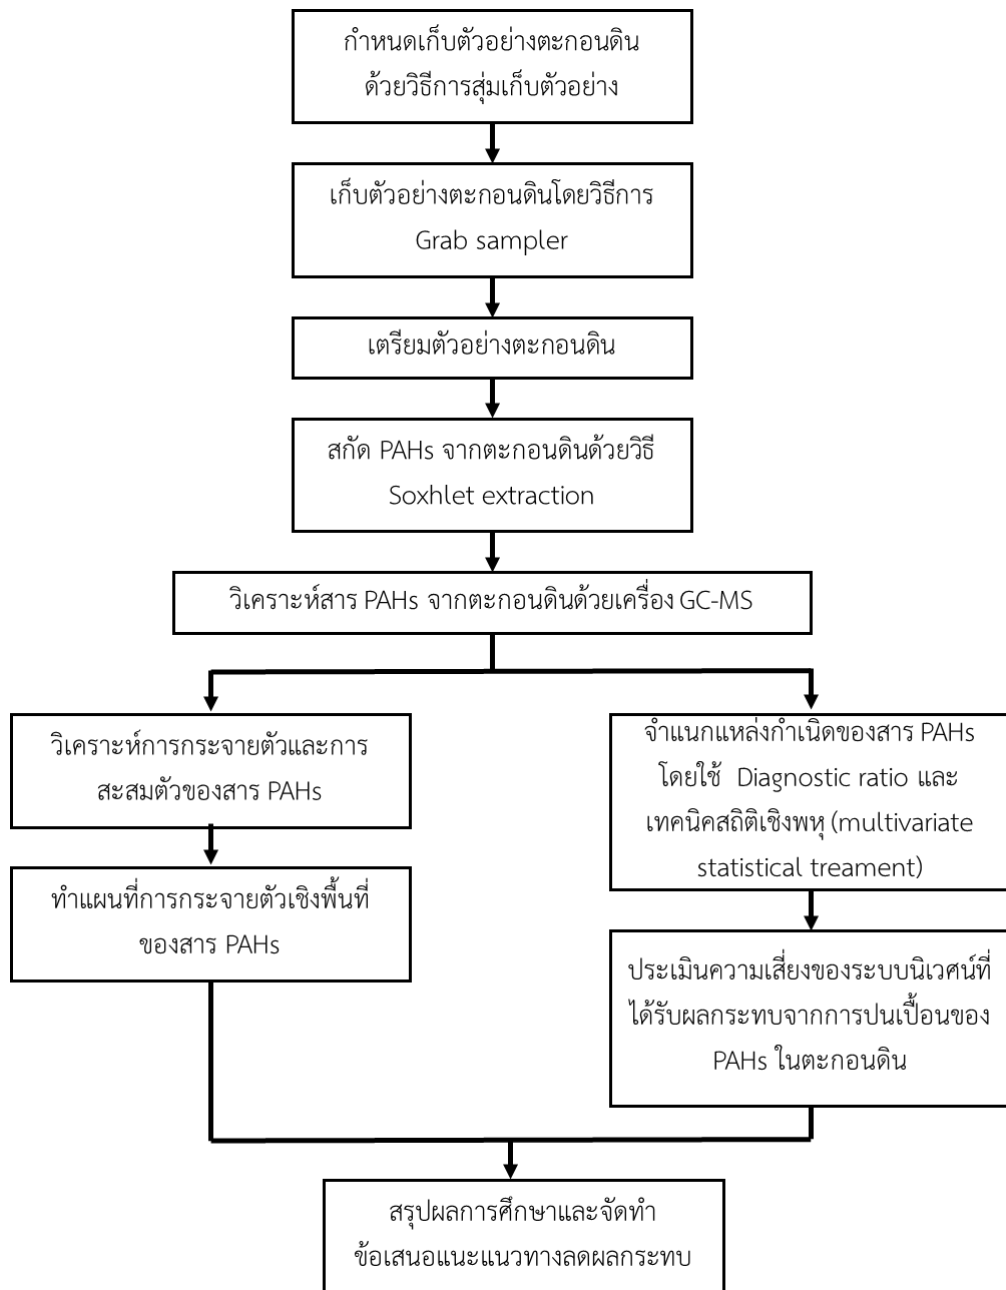 กำหนดเก็บตัวอย่างตะกอนดิน
ด้วยวิธีการสุ่มเก็บตัวอย่าง
เก็บตัวอย่างตะกอนดินโดยวิธีการ
Grab sampler
เตรียมตัวอย่างตะกอนดิน
สกัด PAHs จากตะกอนดินด้วยวิธี
Soxhlet extraction
วิเคราะห์สาร PAHs จากตะกอนดินด้วยเครื่อง GC-MS
วิเคราะห์การกระจายตัวและการ
สะสมตัวของสาร PAHs
ทำแผนที่การกระจายตัวเชิงพื้นที่
ของสาร PAHs
จำแนกแหล่งกำเนิดของสาร PAHs
โดยใช้ Diagnostic ratio และ
เทคนิคสถิติเชิงพหุ (multivariate
statistical treament)
ประเมินความเสี่ยงของระบบนิเวศน์ที่
ได้รับผลกระทบจากการปนเปื้อนของ
PAHs ในตะกอนดิน
สรุปผลการศึกษาและจัดทำ
ข้อเสนอแนะแนวทางลดผลกระทบ